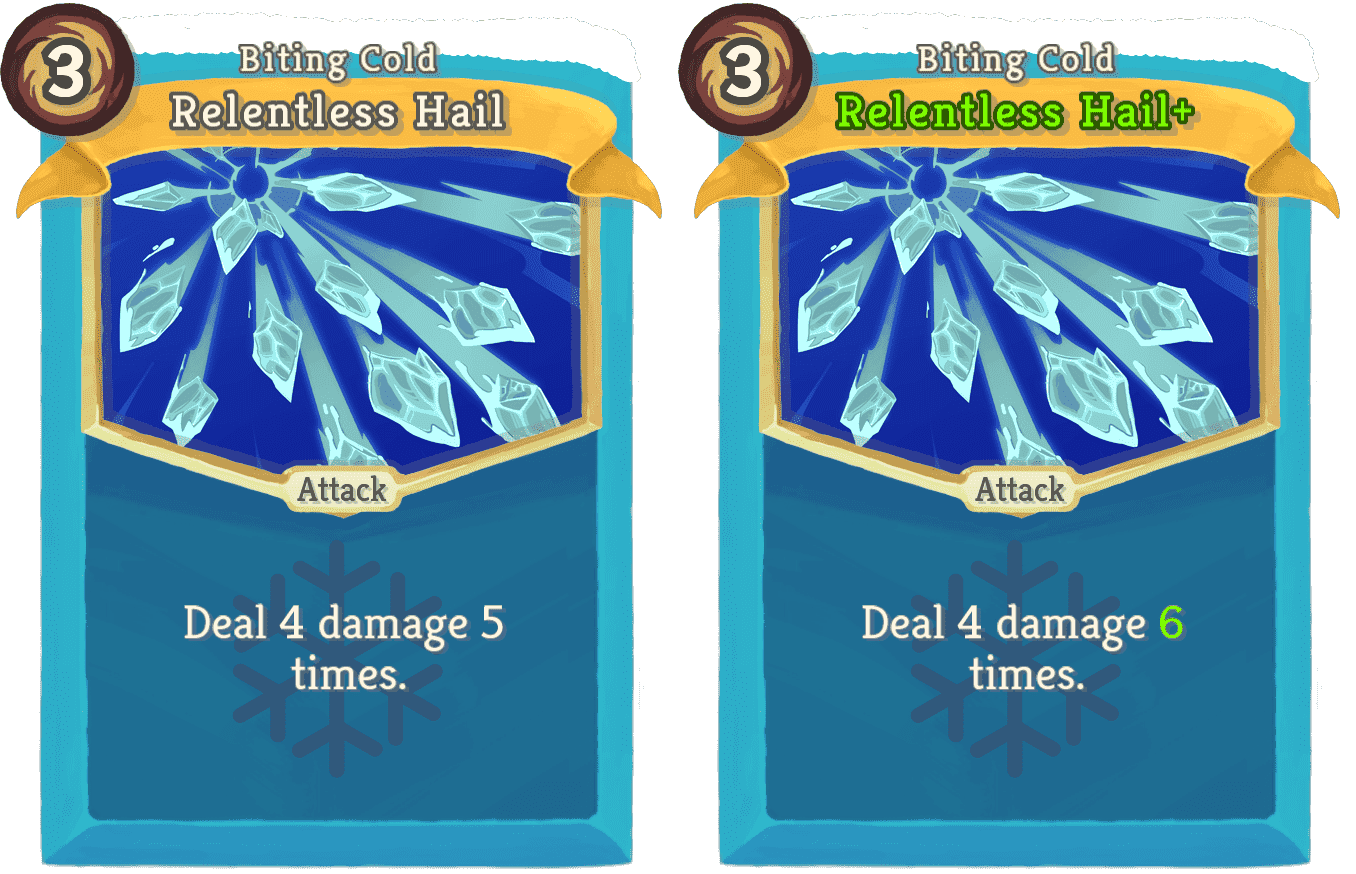 3
Biting Cold
Relentless Hail
Attack
Deal 4 damage 5
times.
3
Biting Cold
Relentless Hail+
Attack
Deal 4 damage 6
times.